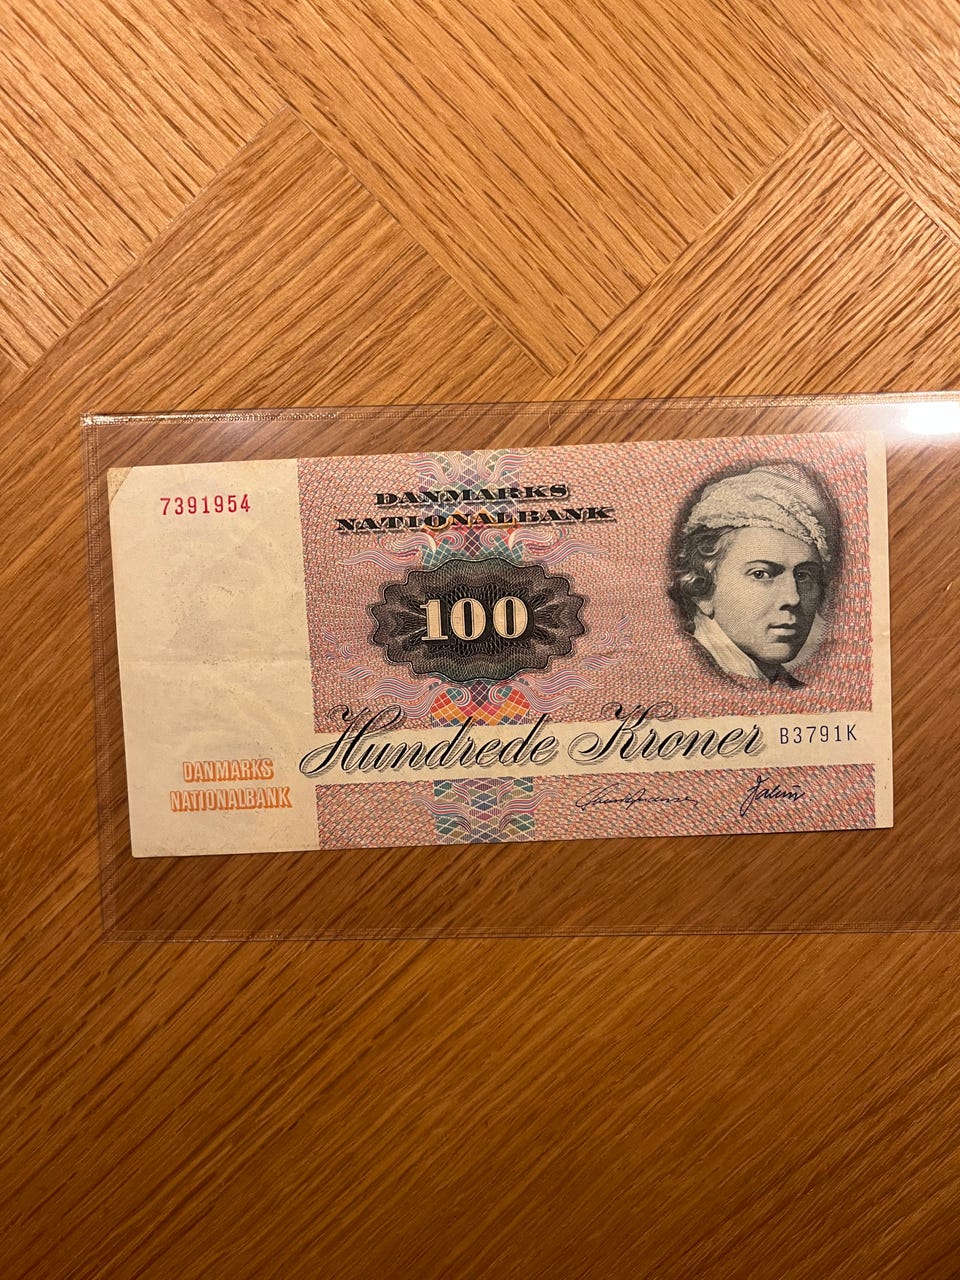 7391954
DANMARKS
NATIONALBANK
100
Hundrede Kroner
B3791K
DANMARKS
NATIONALBANK